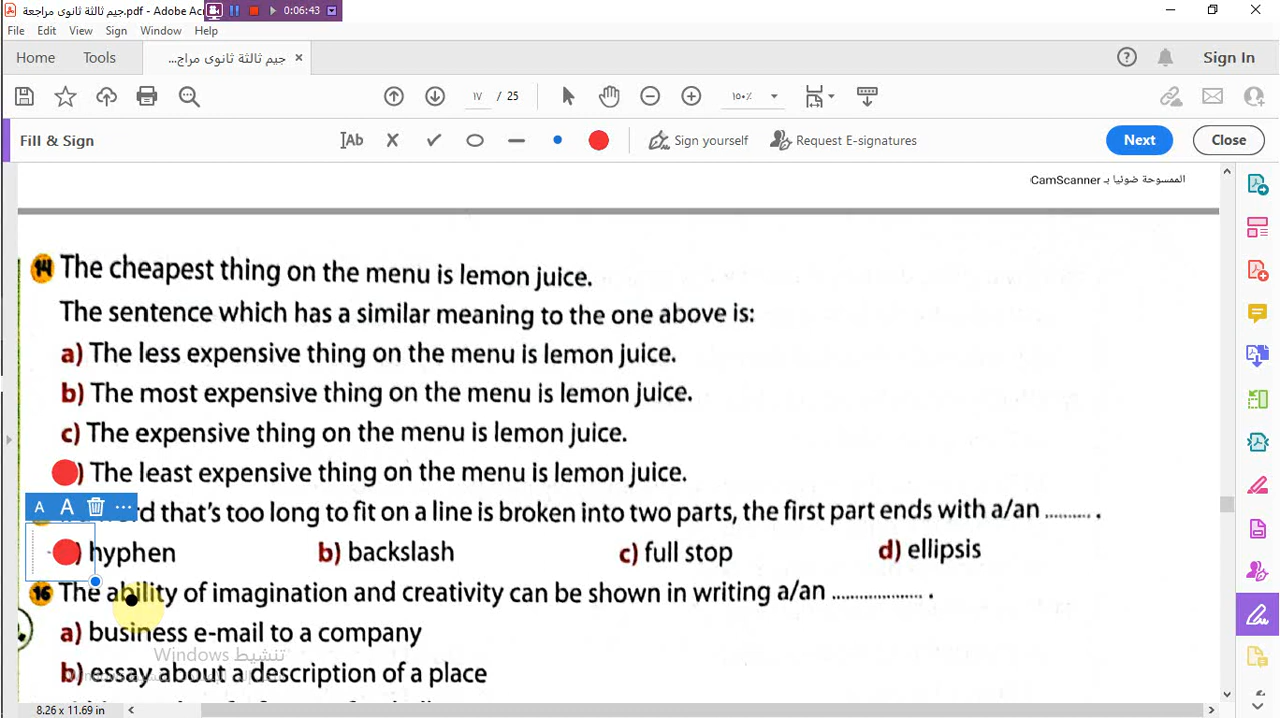 جيم ثالثة ثانوى مراجعة.pdf - Adobe Acr
0:06:43
File Edit View Sign Window Help
Home Tools جيم ثالثة ثانوى مراج... × Sign In
١٧ / 25 ١٥٠٪
Fill & Sign Ab Sign yourself Request E-signatures Next Close
الممسوحة ضوئيا بـ CamScanner
14 The cheapest thing on the menu is lemon juice.
The sentence which has a similar meaning to the one above is:
a) The less expensive thing on the menu is lemon juice.
b) The most expensive thing on the menu is lemon juice.
c) The expensive thing on the menu is lemon juice.
) The least expensive thing on the menu is lemon juice.
A A ...
that's too long to fit on a line is broken into two parts, the first part ends with a/an .......... .
) hyphen b) backslash c) full stop d) ellipsis
16 The ability of imagination and creativity can be shown in writing a/an .................... .
a) business e-mail to a company
تنشيط Windows
b) essay about a description of a place
8.26 x 11.69 in